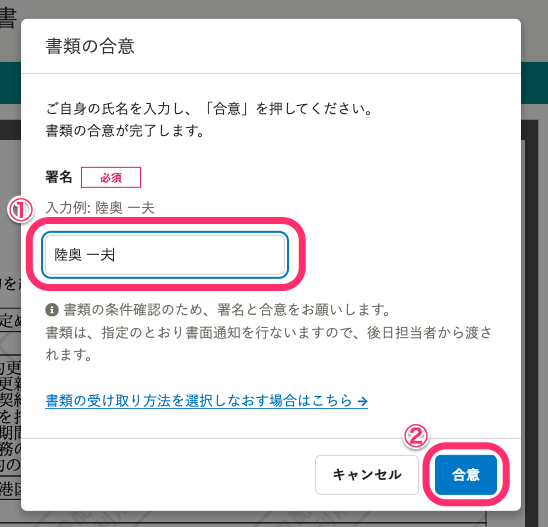 書
書類の合意
ご自身の氏名を入力し、「合意」を押してください。
書類の合意が完了します。
署名 必須
入力例: 陸奥 一夫
①
陸奥 一夫
書類の条件確認のため、署名と合意をお願いします。
書類は、指定のとおり書面通知を行ないますので、後日担当者から渡さ
れます。
書類の受け取り方法を選択しなおす場合はこちら →
②
キャンセル
合意